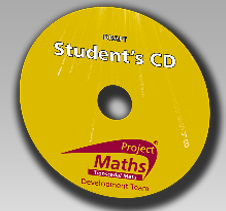 Student's CD
Project
Maths
Development Team